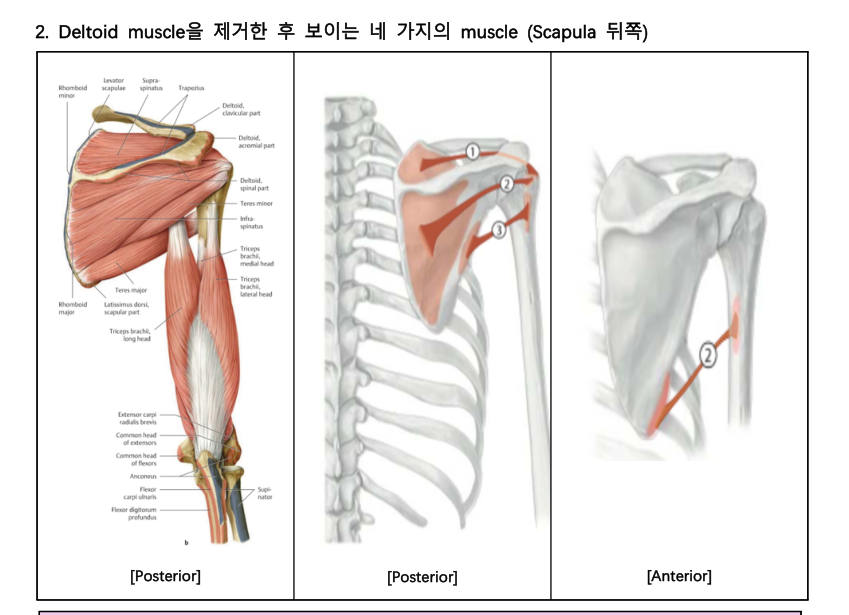 2. Deltoid muscle을 제거한 후 보이는 네 가지의 muscle (Scapula 뒤쪽)
Rhomboid
minor
Levator
scapulae
Supra-
spinatus
Trapezius
Deltoid,
clavicular part
Deltoid,
acromial part
Deltoid,
spinal part
Teres minor
Infra-
spinatus
Triceps
brachii,
medial head
Triceps
brachii,
lateral head
Teres major
Rhomboid
major
Latissimus dorsi,
scapular part
Triceps brachii,
long head
Extensor carpi
radialis brevis
Common head
of extensors
Common head
of flexors
Anconeus
Flexor
carpi ulnaris
Supi-
nator
Flexor digitorum
profundus
b
[Posterior]
1
2
3
[Posterior]
2
[Anterior]